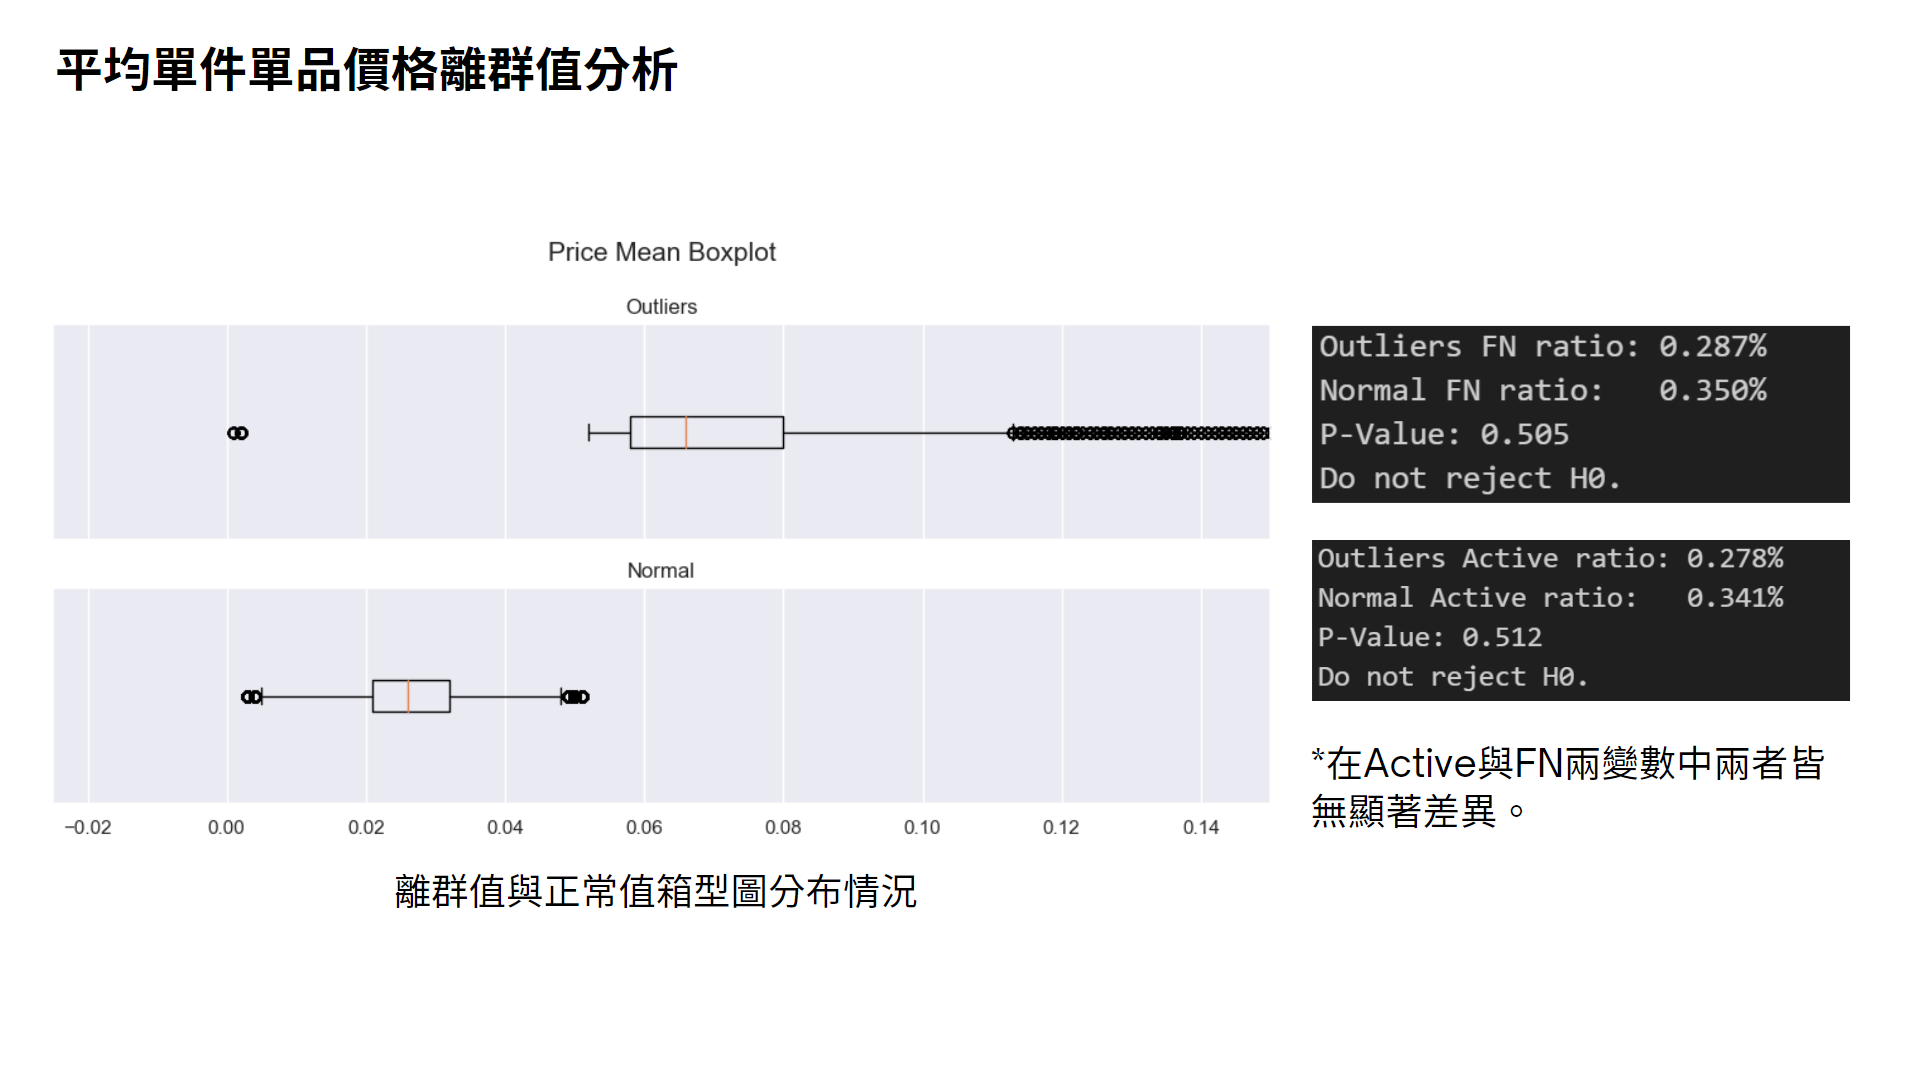 平均單件單品價格離群值分析
Price Mean Boxplot
Outliers
Normal
−0.02 0.00 0.02 0.04 0.06 0.08 0.10 0.12 0.14
離群值與正常值箱型圖分布情況
Outliers FN ratio: 0.287%
Normal FN ratio: 0.350%
P-Value: 0.505
Do not reject H0.
Outliers Active ratio: 0.278%
Normal Active ratio: 0.341%
P-Value: 0.512
Do not reject H0.
*在Active與FN兩變數中兩者皆
無顯著差異。